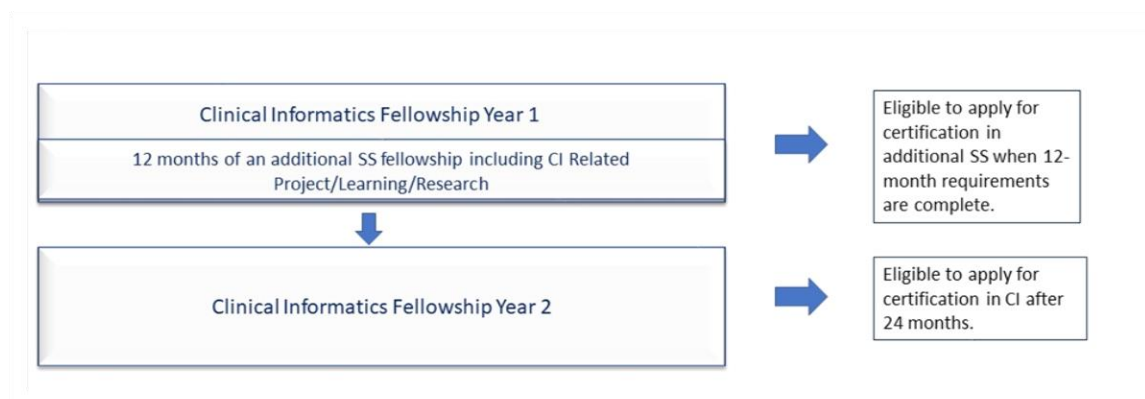 Clinical Informatics Fellowship Year 1
12 months of an additional SS fellowship including CI Related
Project/Learning/Research
Eligible to apply for
certification in
additional SS when 12-
month requirements
are complete.
Clinical Informatics Fellowship Year 2
Eligible to apply for
certification in CI after
24 months.